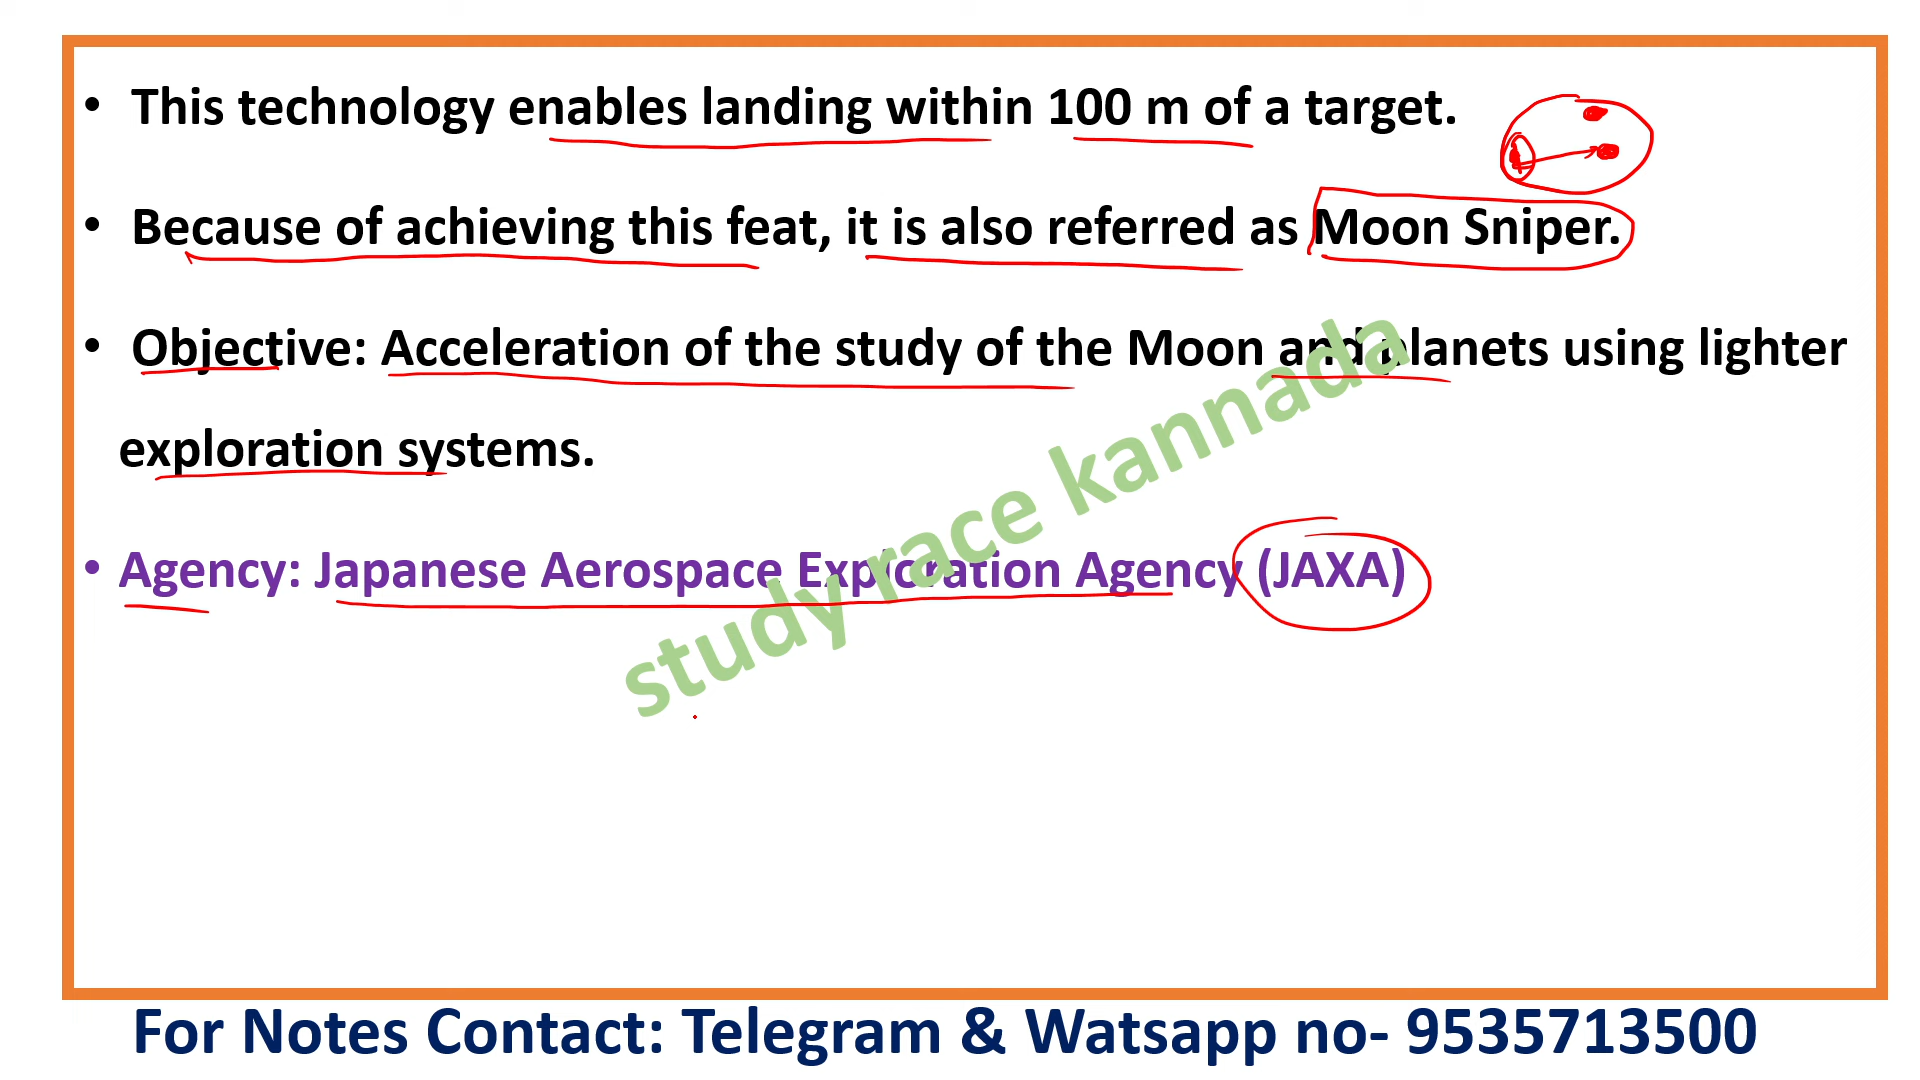 • This technology enables landing within 100 m of a target.
• Because of achieving this feat, it is also referred as Moon Sniper.
• Objective: Acceleration of the study of the Moon and planets using lighter
exploration systems.
• Agency: Japanese Aerospace Exploration Agency (JAXA)
study race kannada
For Notes Contact: Telegram & Watsapp no- 9535713500